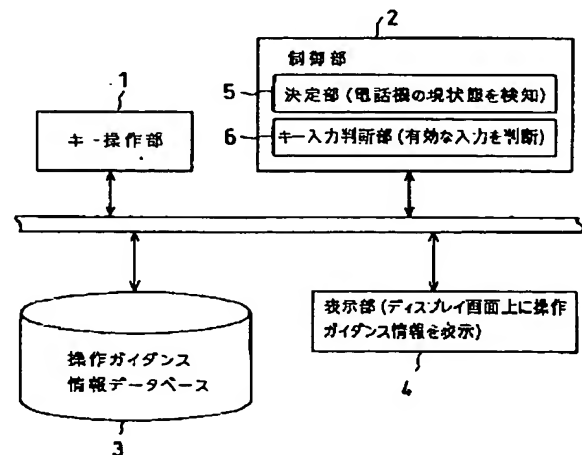 2
制御部
1
5
決定部(電話機の現状態を検知)
キー操作部
6
キー入力判断部(有効な入力を判断)
操作ガイダンス
情報データベース
3
表示部(ディスプレイ画面上に操作
ガイダンス情報を表示)
4